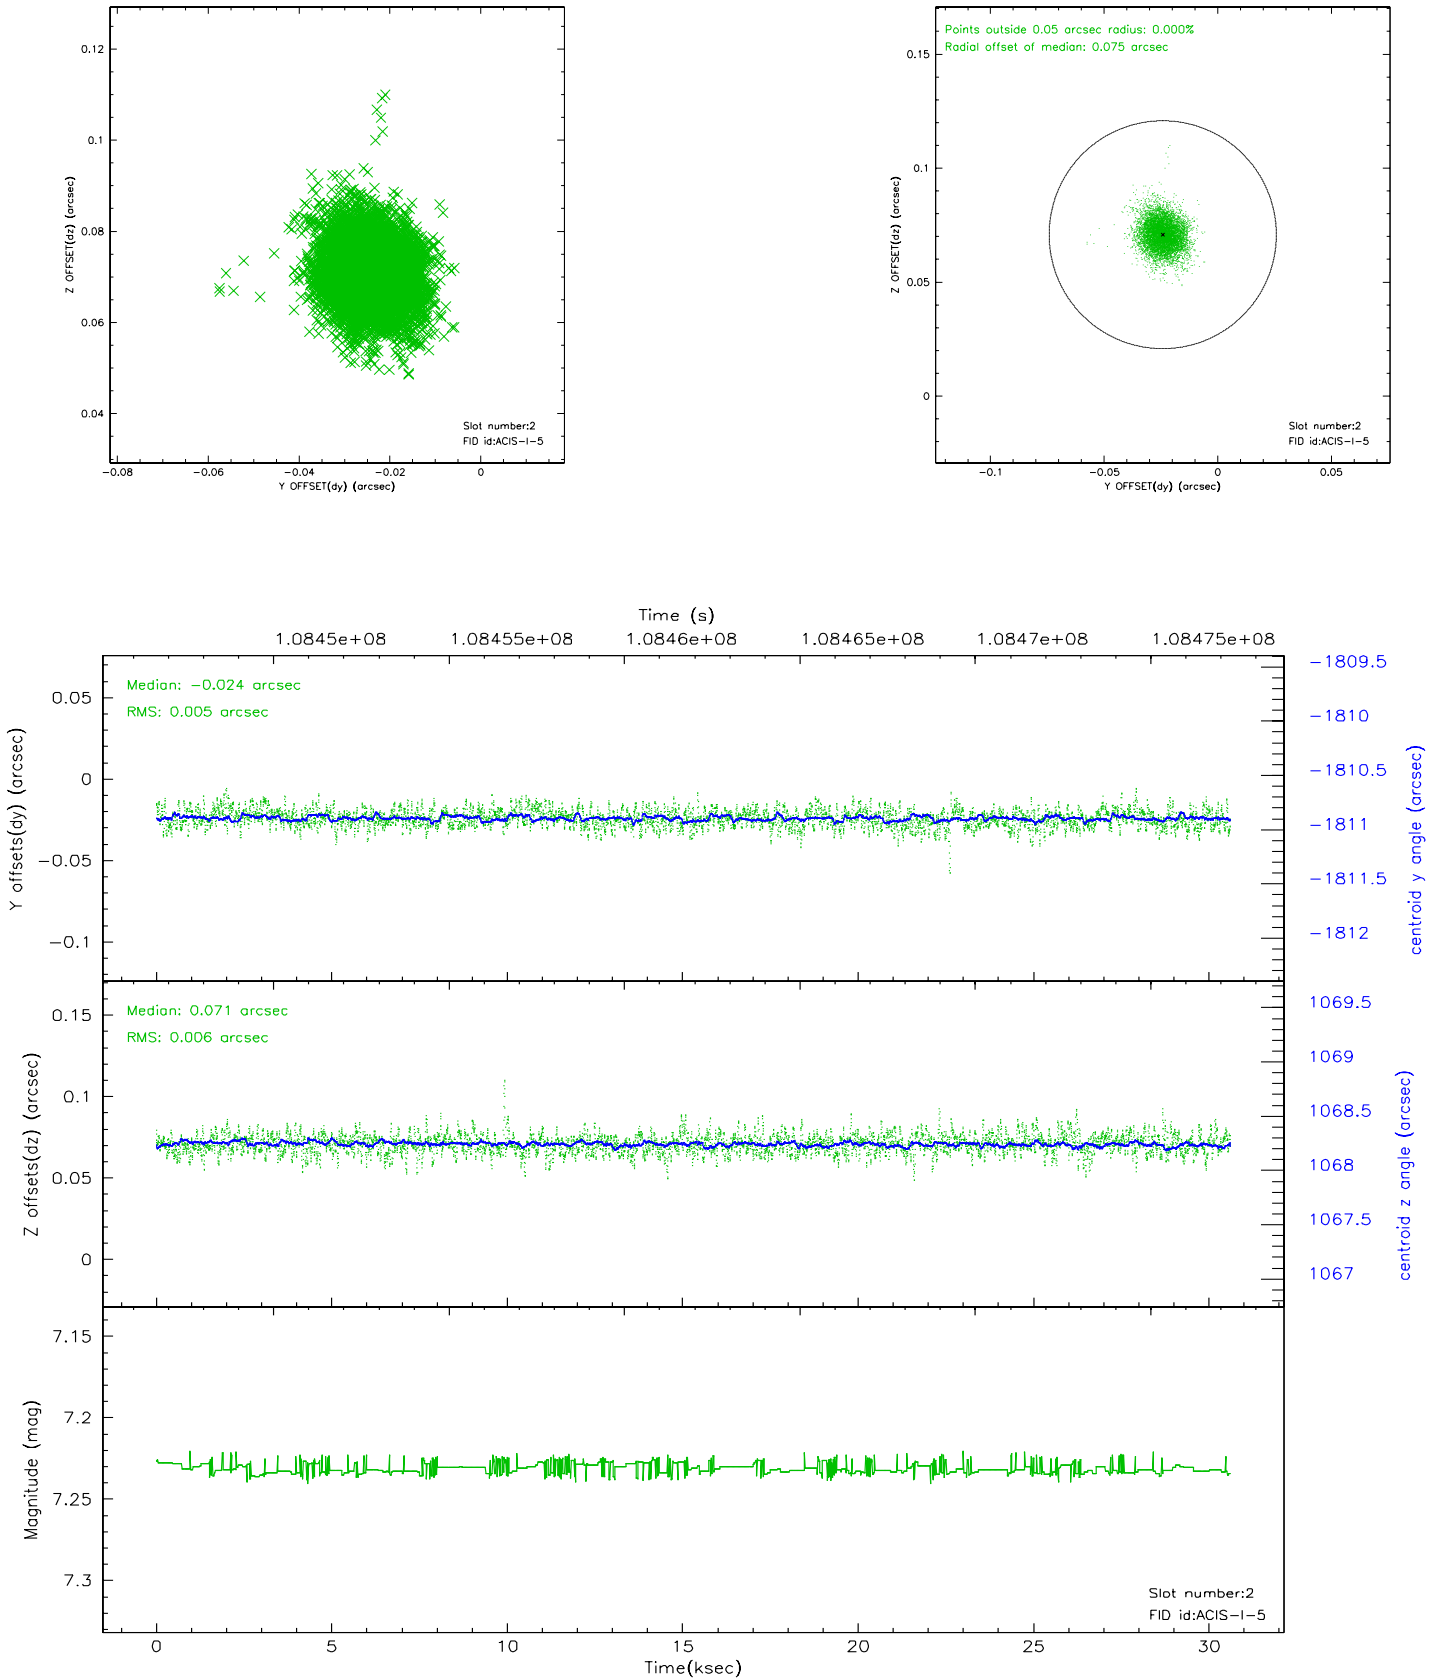 0.12
0.1
0.08
0.06
0.04
Z OFFSET(dz) (arcsec)
Slot number:2
FID id:ACIS-I-5
-0.08 -0.06 -0.04 -0.02 0
Y OFFSET(dy) (arcsec)
Points outside 0.05 arcsec radius: 0.000%
Radial offset of median: 0.075 arcsec
0.15
0.1
0.05
0
Z OFFSET(dz) (arcsec)
Slot number:2
FID id:ACIS-I-5
-0.1 -0.05 0 0.05
Y OFFSET(dy) (arcsec)
Time (s)
1.0845e+08 1.08455e+08 1.0846e+08 1.08465e+08 1.0847e+08 1.08475e+08
Median: -0.024 arcsec
RMS: 0.005 arcsec
0.05
0
-0.05
-0.1
Y offsets(dy) (arcsec)
-1809.5
-1810
-1810.5
-1811
-1811.5
-1812
centroid y angle (arcsec)
Median: 0.071 arcsec
RMS: 0.006 arcsec
0.15
0.1
0.05
0
Z offsets(dz) (arcsec)
1069.5
1069
1068.5
1068
1067.5
1067
centroid z angle (arcsec)
7.15
7.2
7.25
7.3
Magnitude (mag)
Slot number:2
FID id:ACIS-I-5
0 5 10 15 20 25 30
Time(ksec)